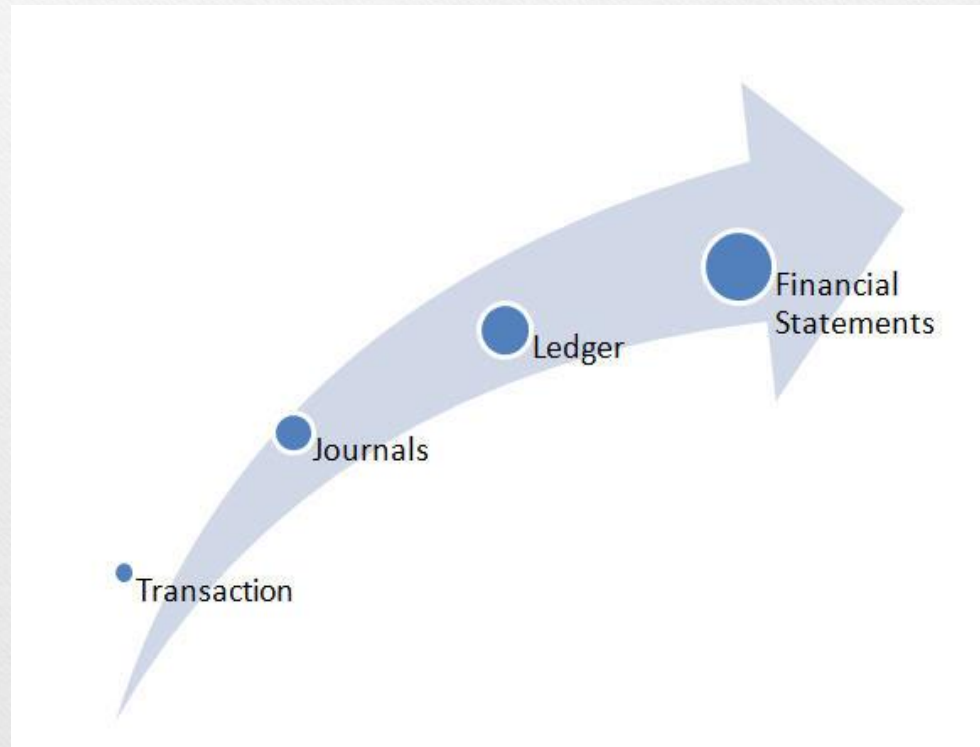 Financial
Statements
Ledger
Journals
Transaction